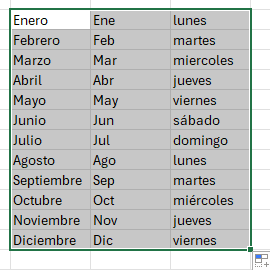 Enero Ene lunes
Febrero Feb martes
Marzo Mar miercoles
Abril Abr jueves
Mayo May viernes
Junio Jun sábado
Julio Jul domingo
Agosto Ago lunes
Septiembre Sep martes
Octubre Oct miércoles
Noviembre Nov jueves
Diciembre Dic viernes